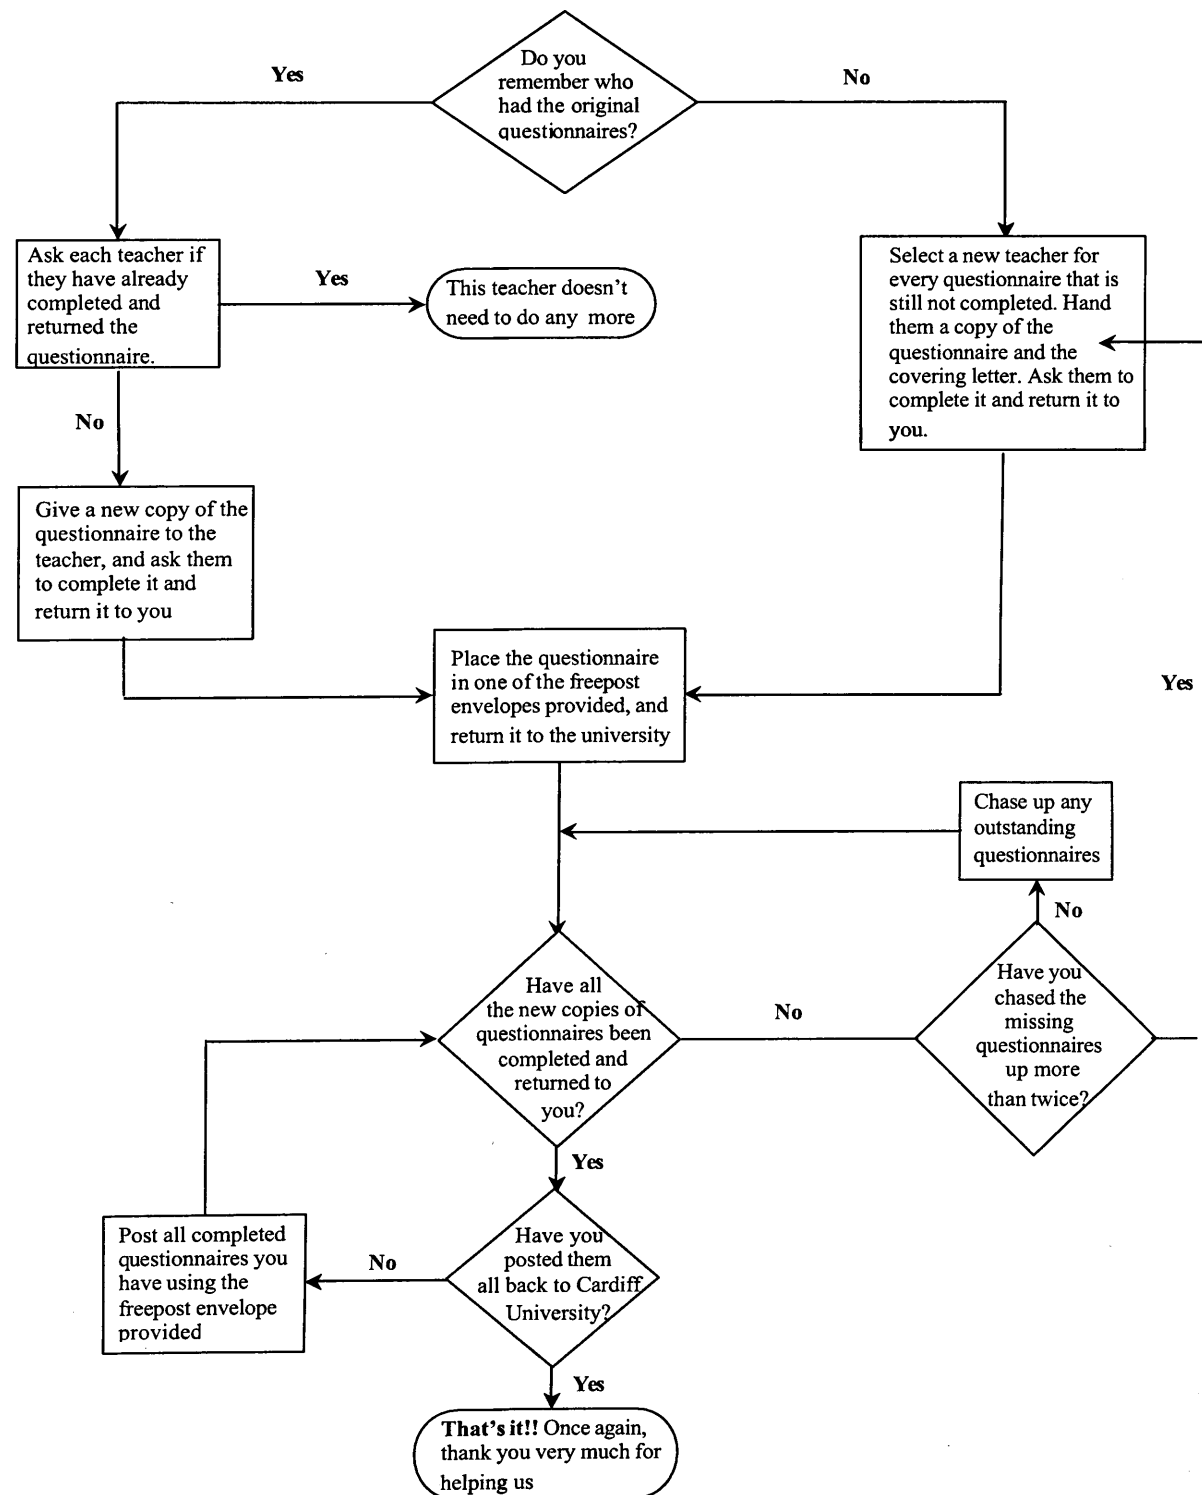 Do you
remember who
had the original
questionnaires?
Yes
No
Ask each teacher if
they have already
completed and
returned the
questionnaire.
Yes
This teacher doesn't
need to do any more
Select a new teacher for
every questionnaire that is
still not completed. Hand
them a copy of the
questionnaire and the
covering letter. Ask them to
complete it and return it to
you.
No
Give a new copy of the
questionnaire to the
teacher, and ask them
to complete it and
return it to you
Place the questionnaire
in one of the freepost
envelopes provided, and
return it to the university
Yes
Chase up any
outstanding
questionnaires
No
Have all
the new copies of
questionnaires been
completed and
returned to
you?
No
Have you
chased the
missing
questionnaires
up more
than twice?
Yes
Post all completed
questionnaires you
have using the
freepost envelope
provided
No
Have you
posted them
all back to Cardiff
University?
Yes
That's it!! Once again,
thank you very much for
helping us